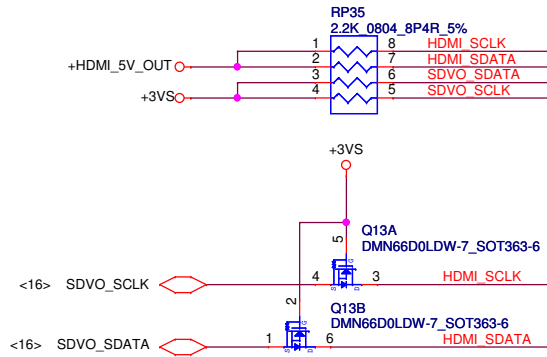 RP35
2.2K_0804_8P4R_5%
1 8 HDMI_SCLK
+HDMI_5V_OUT 2 7 HDMI_SDATA
3 6 SDVO_SDATA
+3VS 4 5 SDVO_SCLK
+3VS
Q13A
DMN66D0LDW-7_SOT363-6
5
G
<16> SDVO_SCLK 4 3 HDMI_SCLK
S D
2
Q13B
DMN66D0LDW-7_SOT363-6
G
<16> SDVO_SDATA 1 6 HDMI_SDATA
S D